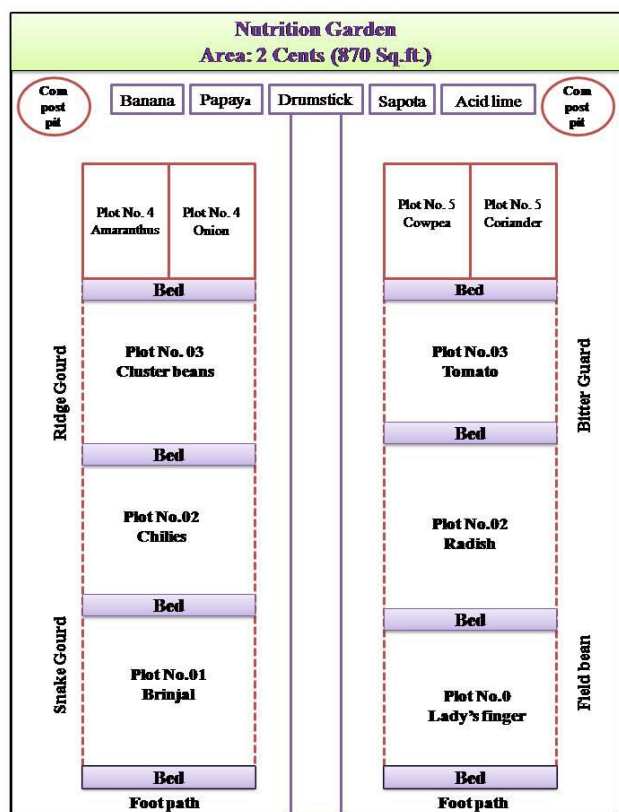 Nutrition Garden
Area: 2 Cents (870 Sq.ft.)
Com
post
pit
Banana
Papaya
Drumstick
Sapota
Acid lime
Com
post
pit
Plot No. 4
Amaranthus
Plot No. 4
Onion
Plot No. 5
Cowpea
Plot No. 5
Coriander
Bed
Bed
Ridge Gourd
Plot No. 03
Cluster beans
Plot No.03
Tomato
Bitter Guard
Bed
Bed
Plot No.02
Chilies
Plot No.02
Radish
Bed
Bed
Snake Gourd
Plot No.01
Brinjal
Plot No.0
Lady's finger
Field bean
Bed
Bed
Foot path
Foot path